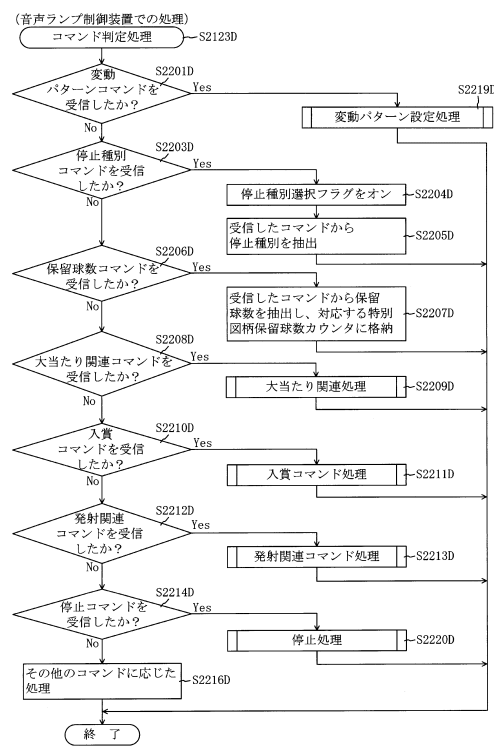 (音声ランプ制御装置での処理)
コマンド判定処理
S2123D
変動
パターンコマンドを
受信したか？
S2201D
Yes
No
変動パターン設定処理
S2219D
停止種別
コマンドを受信
したか？
S2203D
Yes
No
停止種別選択フラグをオン
S2204D
受信したコマンドから
停止種別を抽出
S2205D
保留球数コマンドを
受信したか？
S2206D
Yes
No
受信したコマンドから保留
球数を抽出し、対応する特別
図柄保留球数カウンタに格納
S2207D
大当たり関連コマンドを
受信したか？
S2208D
Yes
No
大当たり関連処理
S2209D
入賞
コマンドを受信
したか？
S2210D
Yes
No
入賞コマンド処理
S2211D
発射関連
コマンドを受信
したか？
S2212D
Yes
No
発射関連コマンド処理
S2213D
停止コマンドを
受信したか？
S2214D
Yes
No
停止処理
S2220D
その他のコマンドに応じた
処理
S2216D
終 了